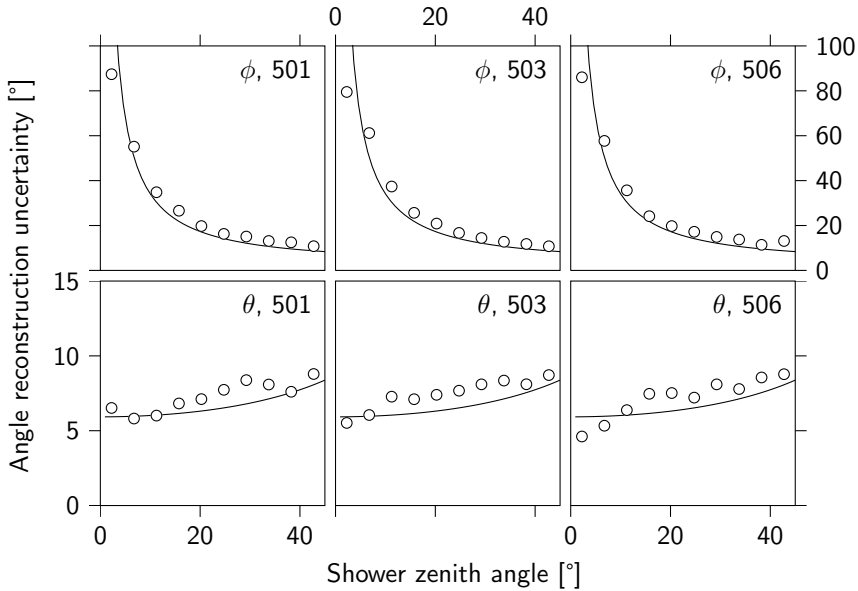 0 20 40
ϕ, 501
ϕ, 503
ϕ, 506
100
80
60
40
20
0
θ, 501
θ, 503
θ, 506
15
10
5
0
0 20 40
0 20 40
Shower zenith angle [°]
Angle reconstruction uncertainty [°]